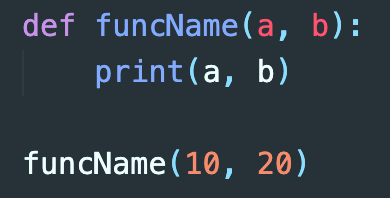 def funcName(a, b):
    print(a, b)
funcName(10, 20)